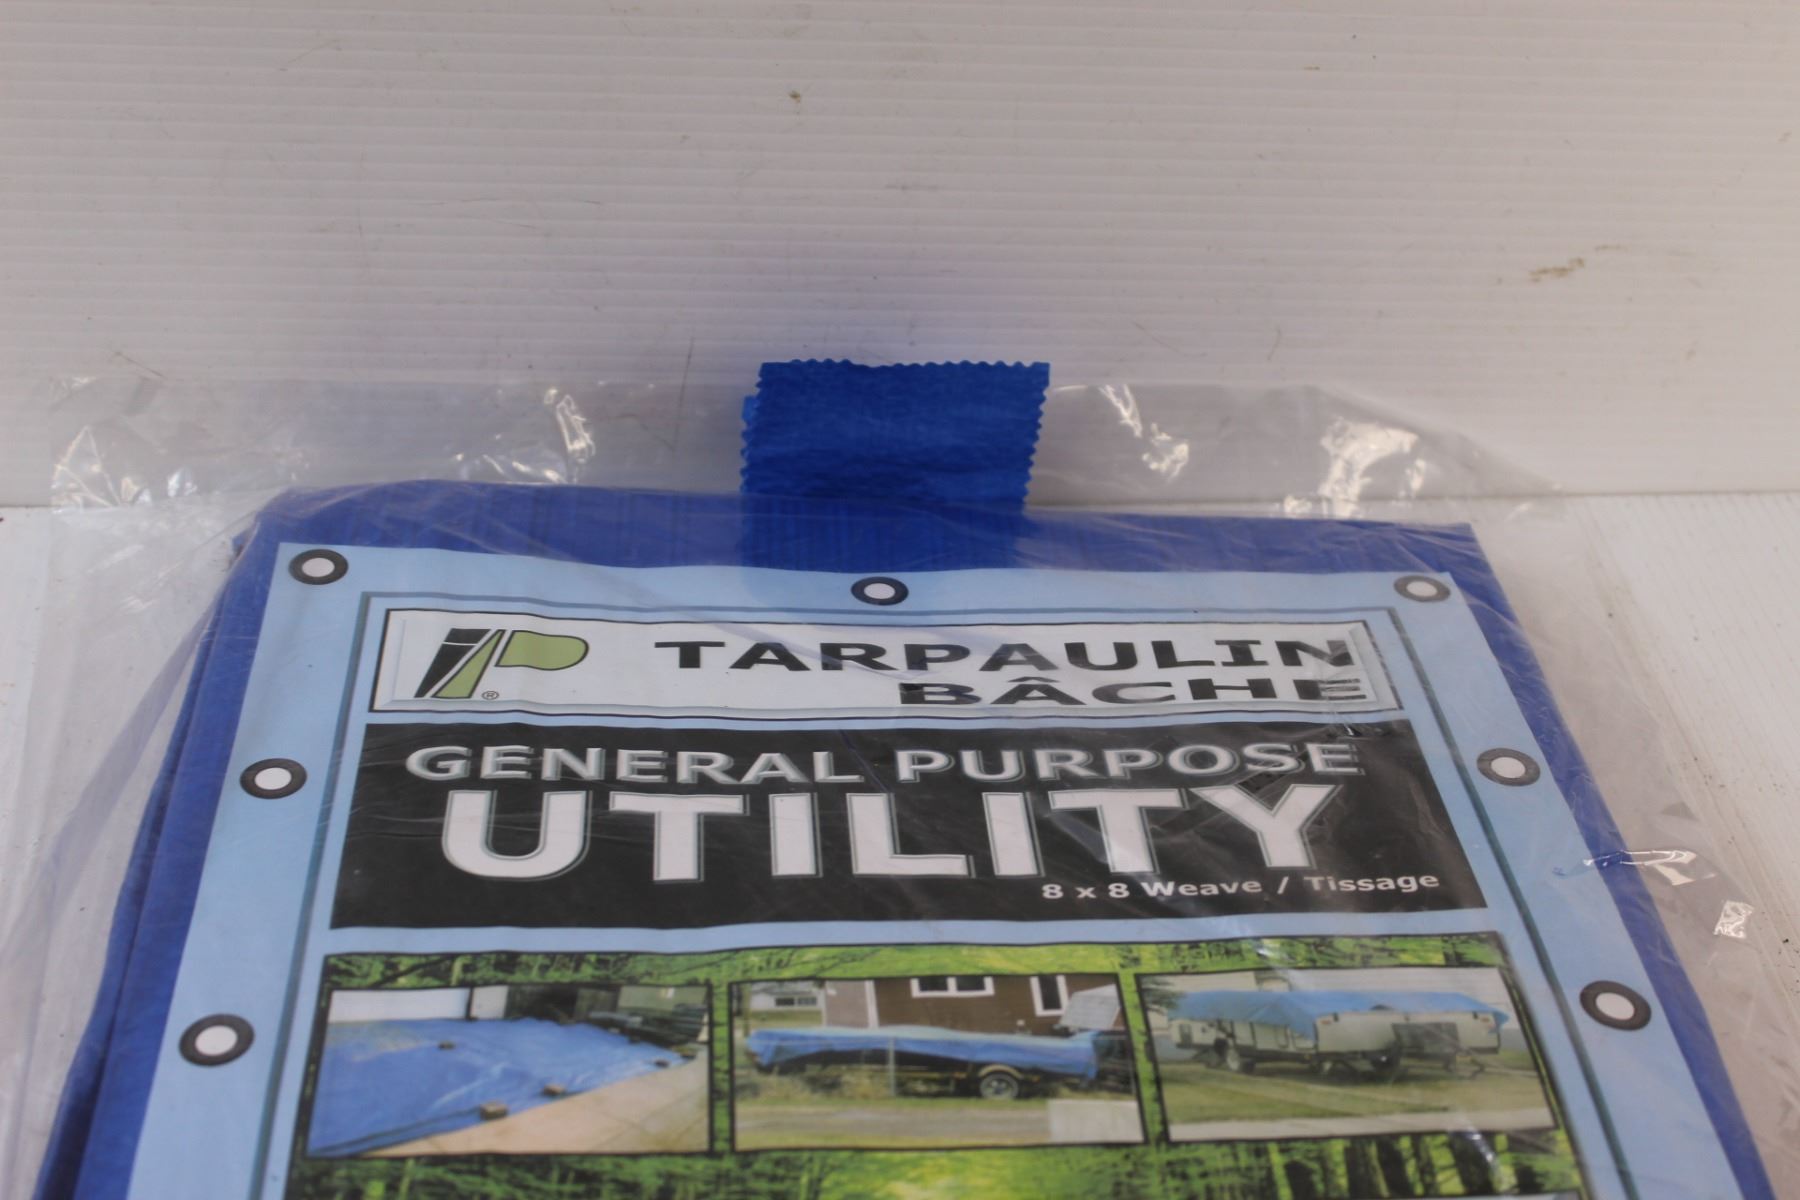 TARPAULIN
BÂCHE
®
GENERAL PURPOSE
UTILITY
8 x 8 Weave / Tissage